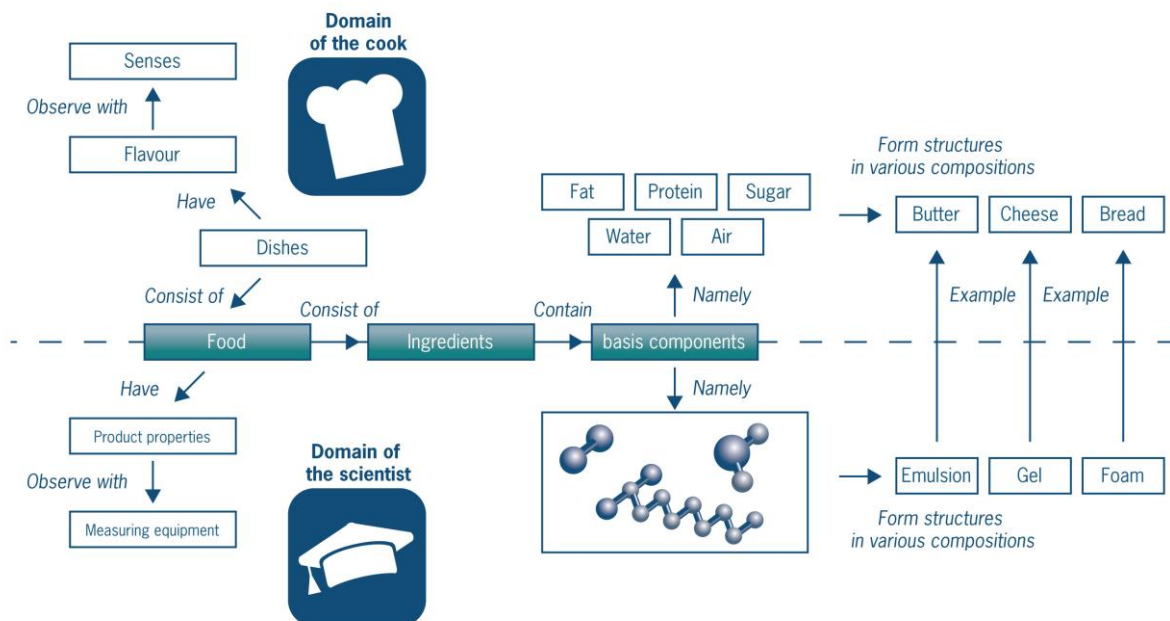 Domain
of the cook
Senses
Observe with
Flavour
Have
Dishes
Consist of
Food
Consist of
Ingredients
Contain
basis components
Namely
Fat
Protein
Sugar
Water
Air
Form structures
in various compositions
Butter
Cheese
Bread
Example
Example
Have
Product properties
Observe with
Measuring equipment
Domain of
the scientist
Namely
Emulsion
Gel
Foam
Form structures
in various compositions